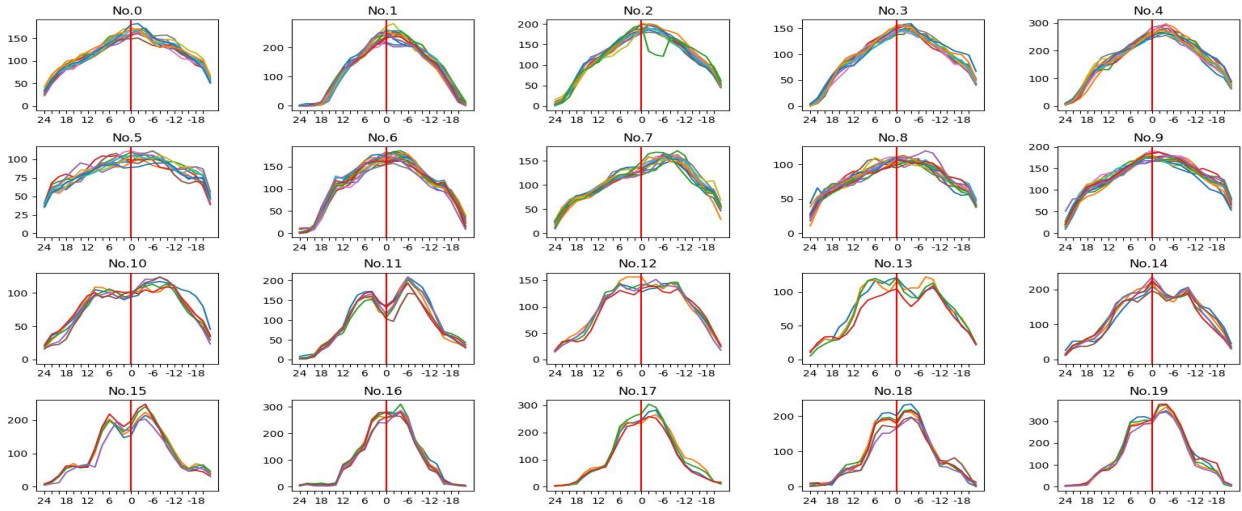 No.0 No.1 No.2 No.3 No.4
150 100 50 0 24 18 12 6 0 -6 -12 -18
200 100 0 24 18 12 6 0 -6 -12 -18
200 150 100 50 0 24 18 12 6 0 -6 -12 -18
150 100 50 0 24 18 12 6 0 -6 -12 -18
300 200 100 0 24 18 12 6 0 -6 -12 -18
No.5 No.6 No.7 No.8 No.9
100 75 50 25 0 24 18 12 6 0 -6 -12 -18
150 100 50 0 24 18 12 6 0 -6 -12 -18
150 100 50 0 24 18 12 6 0 -6 -12 -18
100 50 0 24 18 12 6 0 -6 -12 -18
200 150 100 50 0 24 18 12 6 0 -6 -12 -18
No.10 No.11 No.12 No.13 No.14
100 50 0 24 18 12 6 0 -6 -12 -18
200 150 100 50 0 24 18 12 6 0 -6 -12 -18
150 100 50 0 24 18 12 6 0 -6 -12 -18
100 50 0 24 18 12 6 0 -6 -12 -18
200 100 0 24 18 12 6 0 -6 -12 -18
No.15 No.16 No.17 No.18 No.19
200 100 0 24 18 12 6 0 -6 -12 -18
300 200 100 0 24 18 12 6 0 -6 -12 -18
300 200 100 0 24 18 12 6 0 -6 -12 -18
200 100 0 24 18 12 6 0 -6 -12 -18
300 200 100 0 24 18 12 6 0 -6 -12 -18